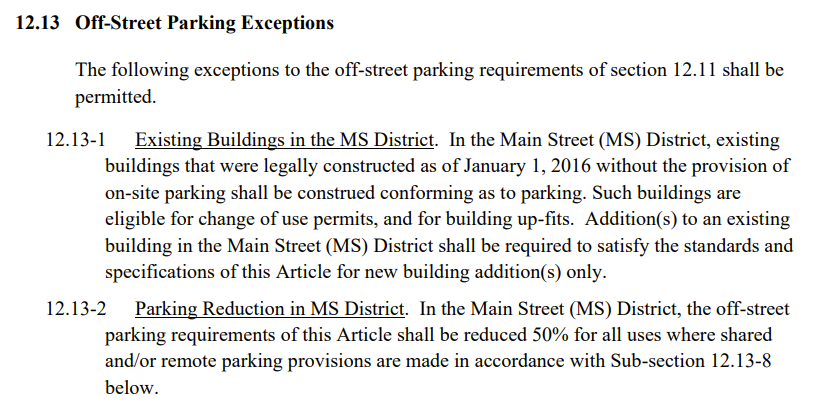 12.13 Off-Street Parking Exceptions
The following exceptions to the off-street parking requirements of section 12.11 shall be
permitted.
12.13-1 Existing Buildings in the MS District. In the Main Street (MS) District, existing
buildings that were legally constructed as of January 1, 2016 without the provision of
on-site parking shall be construed conforming as to parking. Such buildings are
eligible for change of use permits, and for building up-fits. Addition(s) to an existing
building in the Main Street (MS) District shall be required to satisfy the standards and
specifications of this Article for new building addition(s) only.
12.13-2 Parking Reduction in MS District. In the Main Street (MS) District, the off-street
parking requirements of this Article shall be reduced 50% for all uses where shared
and/or remote parking provisions are made in accordance with Sub-section 12.13-8
below.